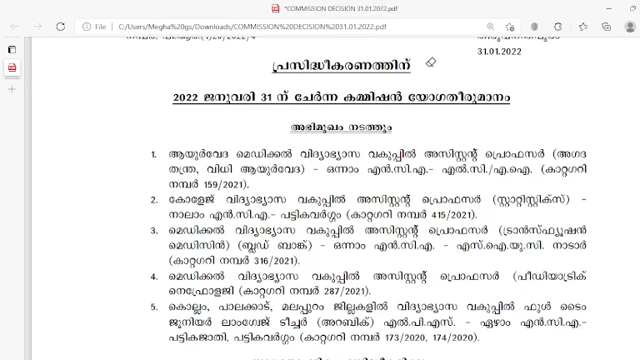 *COMMISSION DECISION 31.01.2022.pdf
File
C:/Users/Megha%20gs/Downloads/COMMISSION%20DECISION%2031.01.2022.pdf
31.01.2022
പ്രസിദ്ധീകരണത്തിന്
2022 ജനുവരി 31 ന് ചേർന്ന കമ്മിഷൻ യോഗതീരുമാനം
അഭിമുഖം നടത്തും
1. ആയുർവേദ മെഡിക്കൽ വിദ്യാഭ്യാസ വകുപ്പിൽ അസിസ്റ്റന്റ് പ്രൊഫസർ (അഗദ
തന്ത്ര, വിധി ആയുർവേദ) - ഒന്നാം എൻ.സി.എ.- എൽ.സി./എ.ഐ. (കാറ്റഗറി
നമ്പർ 159/2021).
2. കോളേജ് വിദ്യാഭ്യാസ വകുപ്പിൽ അസിസ്റ്റന്റ് പ്രൊഫസർ (സ്റ്റാറ്റിസ്റ്റിക്സ്) -
നാലാം എൻ.സി.എ.- പട്ടികവർഗ്ഗം (കാറ്റഗറി നമ്പർ 415/2021).
3. മെഡിക്കൽ വിദ്യാഭ്യാസ വകുപ്പിൽ അസിസ്റ്റന്റ് പ്രൊഫസർ (ട്രാൻസ്ഫ്യൂഷൻ
മെഡിസിൻ) (ബ്ലഡ് ബാങ്ക്) - ഒന്നാം എൻ.സി.എ. - എസ്.ഐ.യു.സി. നാടാർ
(കാറ്റഗറി നമ്പർ 316/2021).
4. മെഡിക്കൽ വിദ്യാഭ്യാസ വകുപ്പിൽ അസിസ്റ്റന്റ് പ്രൊഫസർ (പീഡിയാട്രിക്
നെഫ്രോളജി (കാറ്റഗറി നമ്പർ 287/2021).
5. കൊല്ലം, പാലക്കാട്, മലപ്പുറം ജില്ലകളിൽ വിദ്യാഭ്യാസ വകുപ്പിൽ ഫുൾ ടൈം
ജൂനിയർ ലാംഗ്വേജ് ടീച്ചർ (അറബിക്) എൽ.പി.എസ്. - ഏഴാം എൻ.സി.എ.-
പട്ടികജാതി, പട്ടികവർഗ്ഗം (കാറ്റഗറി നമ്പർ 173/2020, 174/2020).